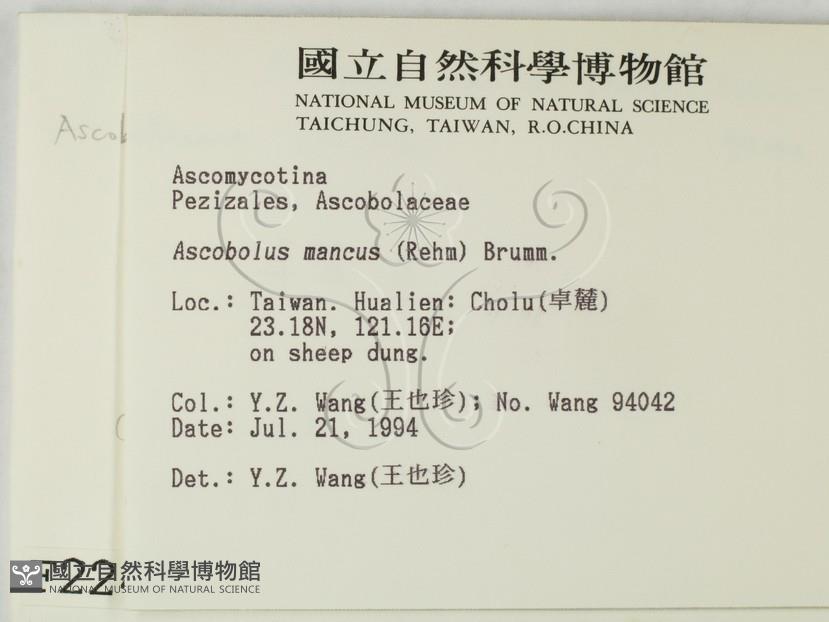 國立自然科學博物館
NATIONAL MUSEUM OF NATURAL SCIENCE
TAICHUNG, TAIWAN, R.O.CHINA
Ascomycotina
Pezizales, Ascobolaceae
Ascobolus mancus (Rehm) Brumm.
Loc.: Taiwan. Hualien: Cholu(卓麓)
23.18N, 121.16E;
on sheep dung.
Col.: Y.Z. Wang(王也珍); No. Wang 94042
Date: Jul. 21, 1994
Det.: Y.Z. Wang(王也珍)
國立自然科學博物館
NATIONAL MUSEUM OF NATURAL SCIENCE